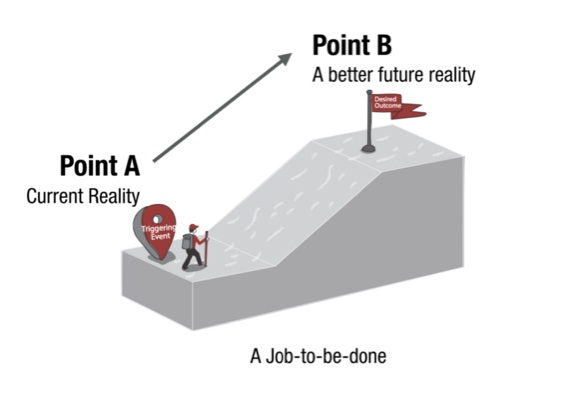 Point B
A better future reality
Desired
Outcome
Point A
Current Reality
Triggering
Event
A Job-to-be-done